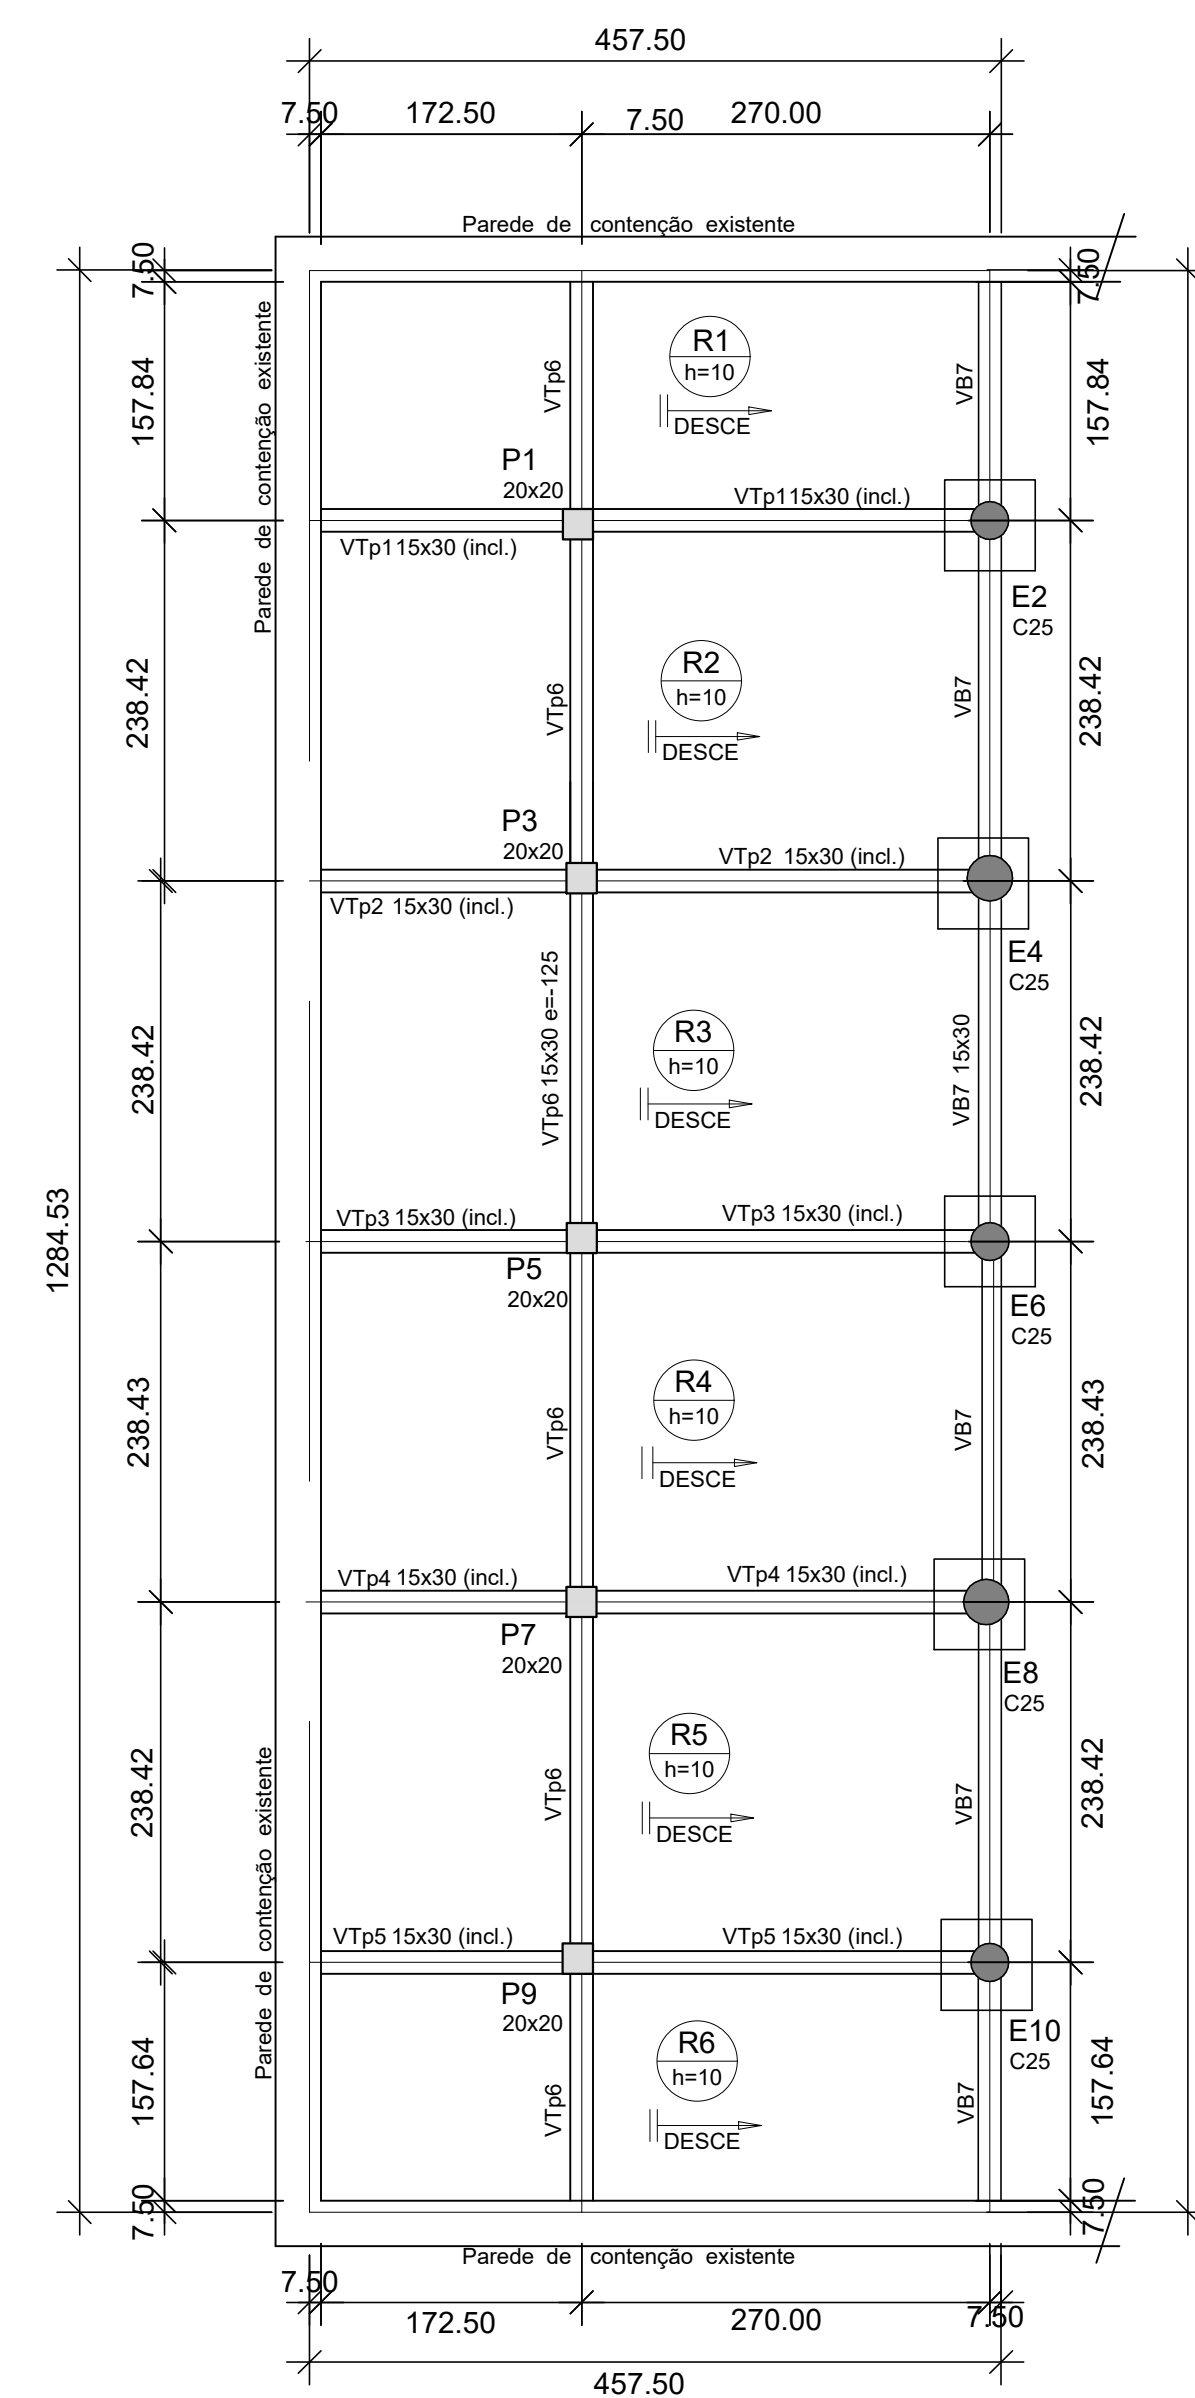 457.50
7.50 172.50 7.50 270.00
Parede de contenção existente
7.50
7.50
Parede de contenção existente
157.84
VTp6
R1
h=10
DESCE
VB7
157.84
P1
20x20
VTp115x30 (incl.)
VTp115x30 (incl.)
E2
C25
238.42
VTp6
R2
h=10
DESCE
VB7
238.42
P3
20x20
VTp2 15x30 (incl.)
VTp2 15x30 (incl.)
E4
C25
238.42
VTp6 15x30 e=-125
R3
h=10
DESCE
VB7 15x30
238.42
1284.53
VTp3 15x30 (incl.)
VTp3 15x30 (incl.)
P5
20x20
E6
C25
238.43
VTp6
R4
h=10
DESCE
VB7
238.43
VTp4 15x30 (incl.)
VTp4 15x30 (incl.)
P7
20x20
E8
C25
238.42
Parede de contenção existente
VTp6
R5
h=10
DESCE
VB7
238.42
VTp5 15x30 (incl.)
VTp5 15x30 (incl.)
P9
20x20
E10
C25
157.64
VTp6
R6
h=10
DESCE
VB7
157.64
7.50
7.50
Parede de contenção existente
7.50 172.50 270.00 7.50
457.50